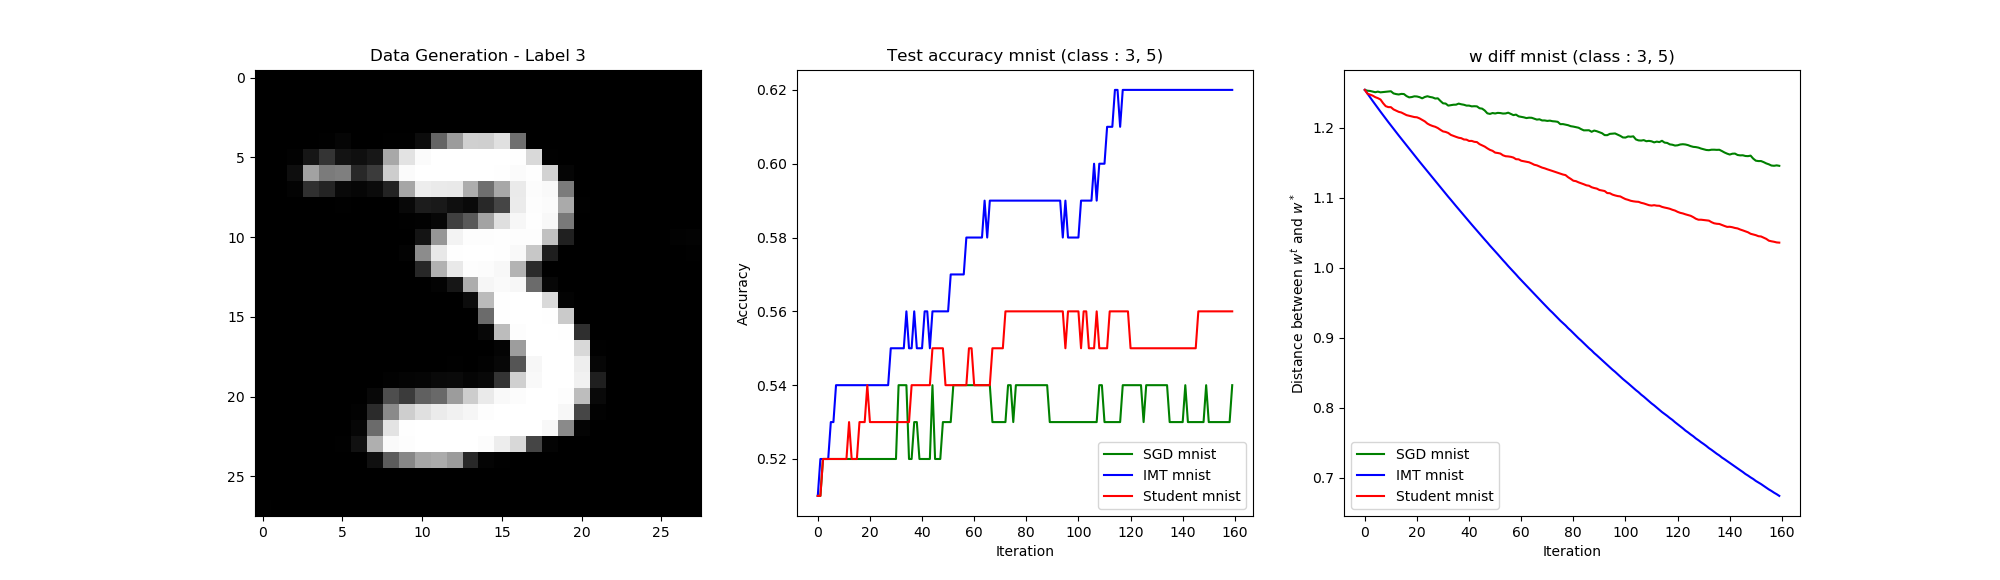 Data Generation - Label 3
0
5
10
15
20
25
0 5 10 15 20 25
Test accuracy mnist (class : 3, 5)
Accuracy
0.62
0.60
0.58
0.56
0.54
0.52
0 20 40 60 80 100 120 140 160
Iteration
SGD mnist
IMT mnist
Student mnist
w diff mnist (class : 3, 5)
Distance between w^t and w^*
1.2
1.1
1.0
0.9
0.8
0.7
0 20 40 60 80 100 120 140 160
Iteration
SGD mnist
IMT mnist
Student mnist